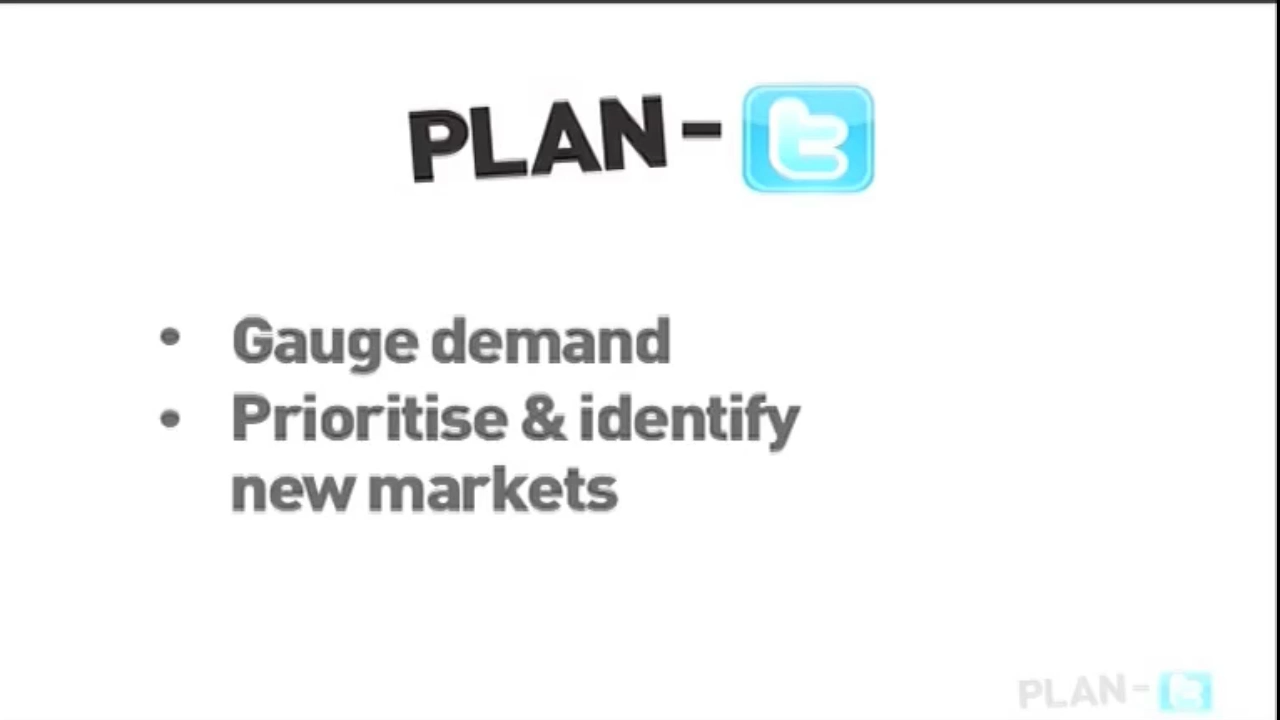 PLAN-t
• Gauge demand
• Prioritise & identify
new markets
PLAN-t